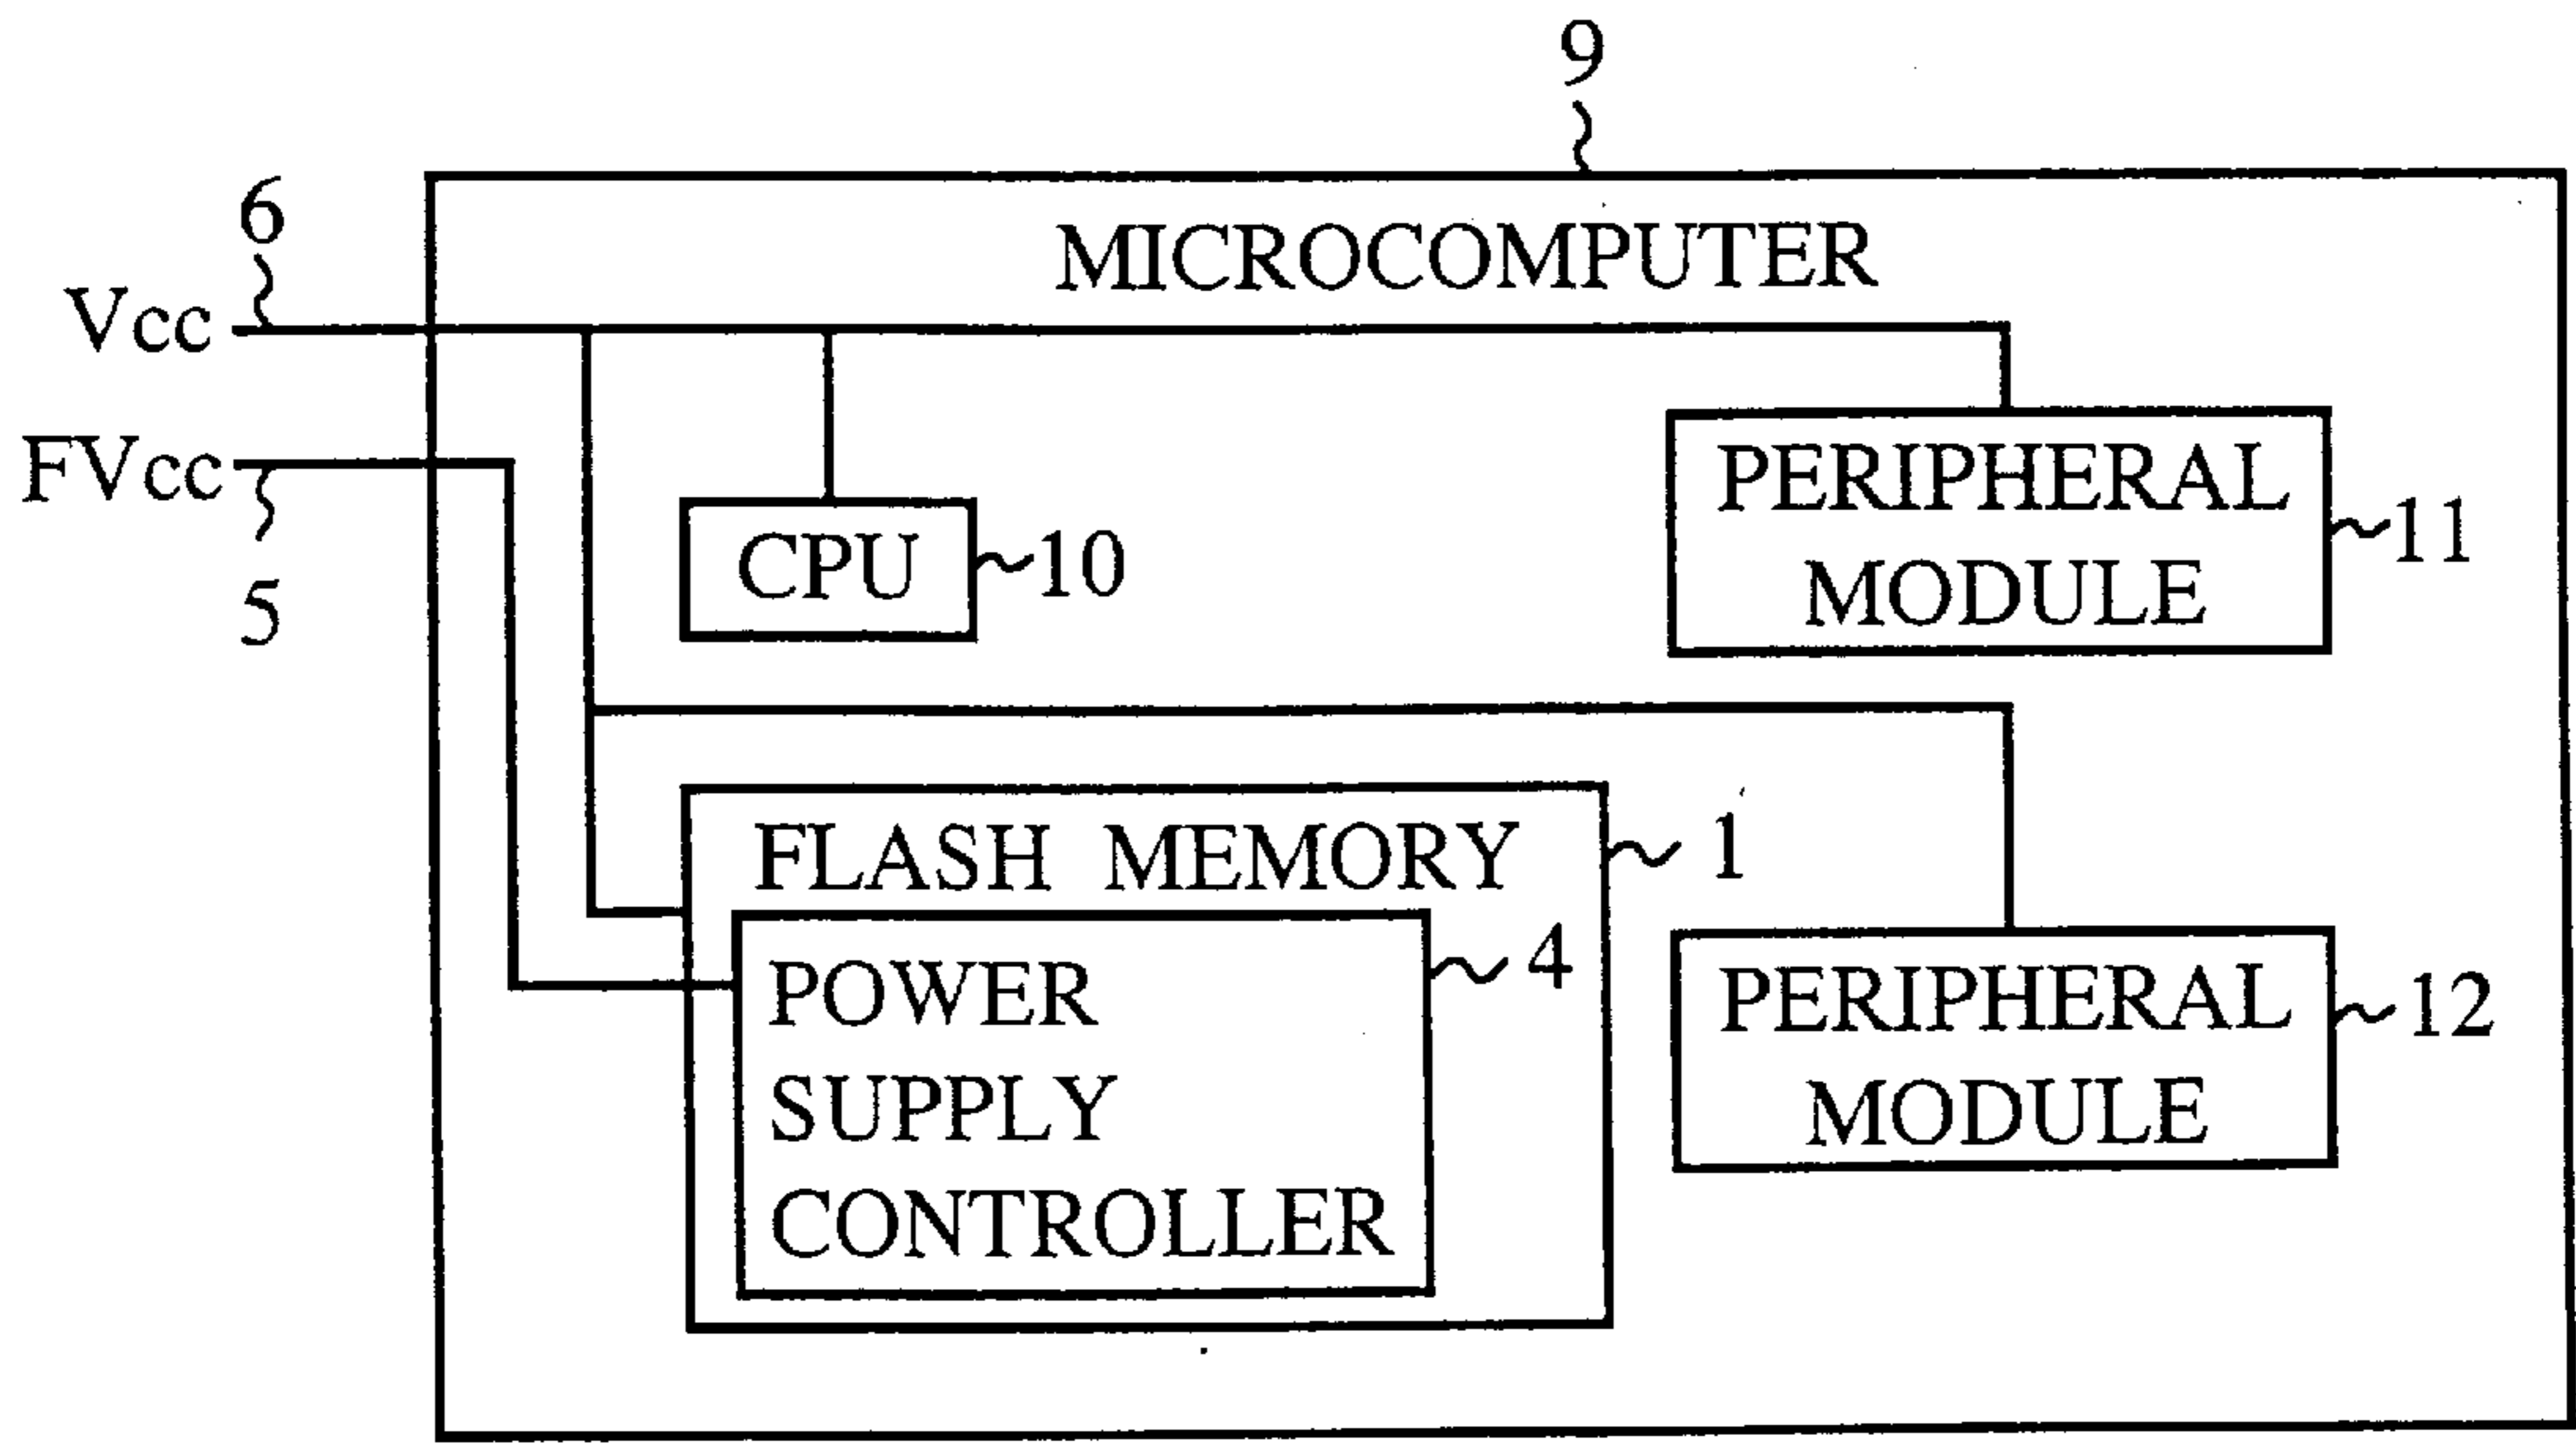 9
MICROCOMPUTER
6
Vcc
FVcc
5
CPU
10
PERIPHERAL
MODULE
11
FLASH MEMORY
1
POWER
SUPPLY
CONTROLLER
4
PERIPHERAL
MODULE
12